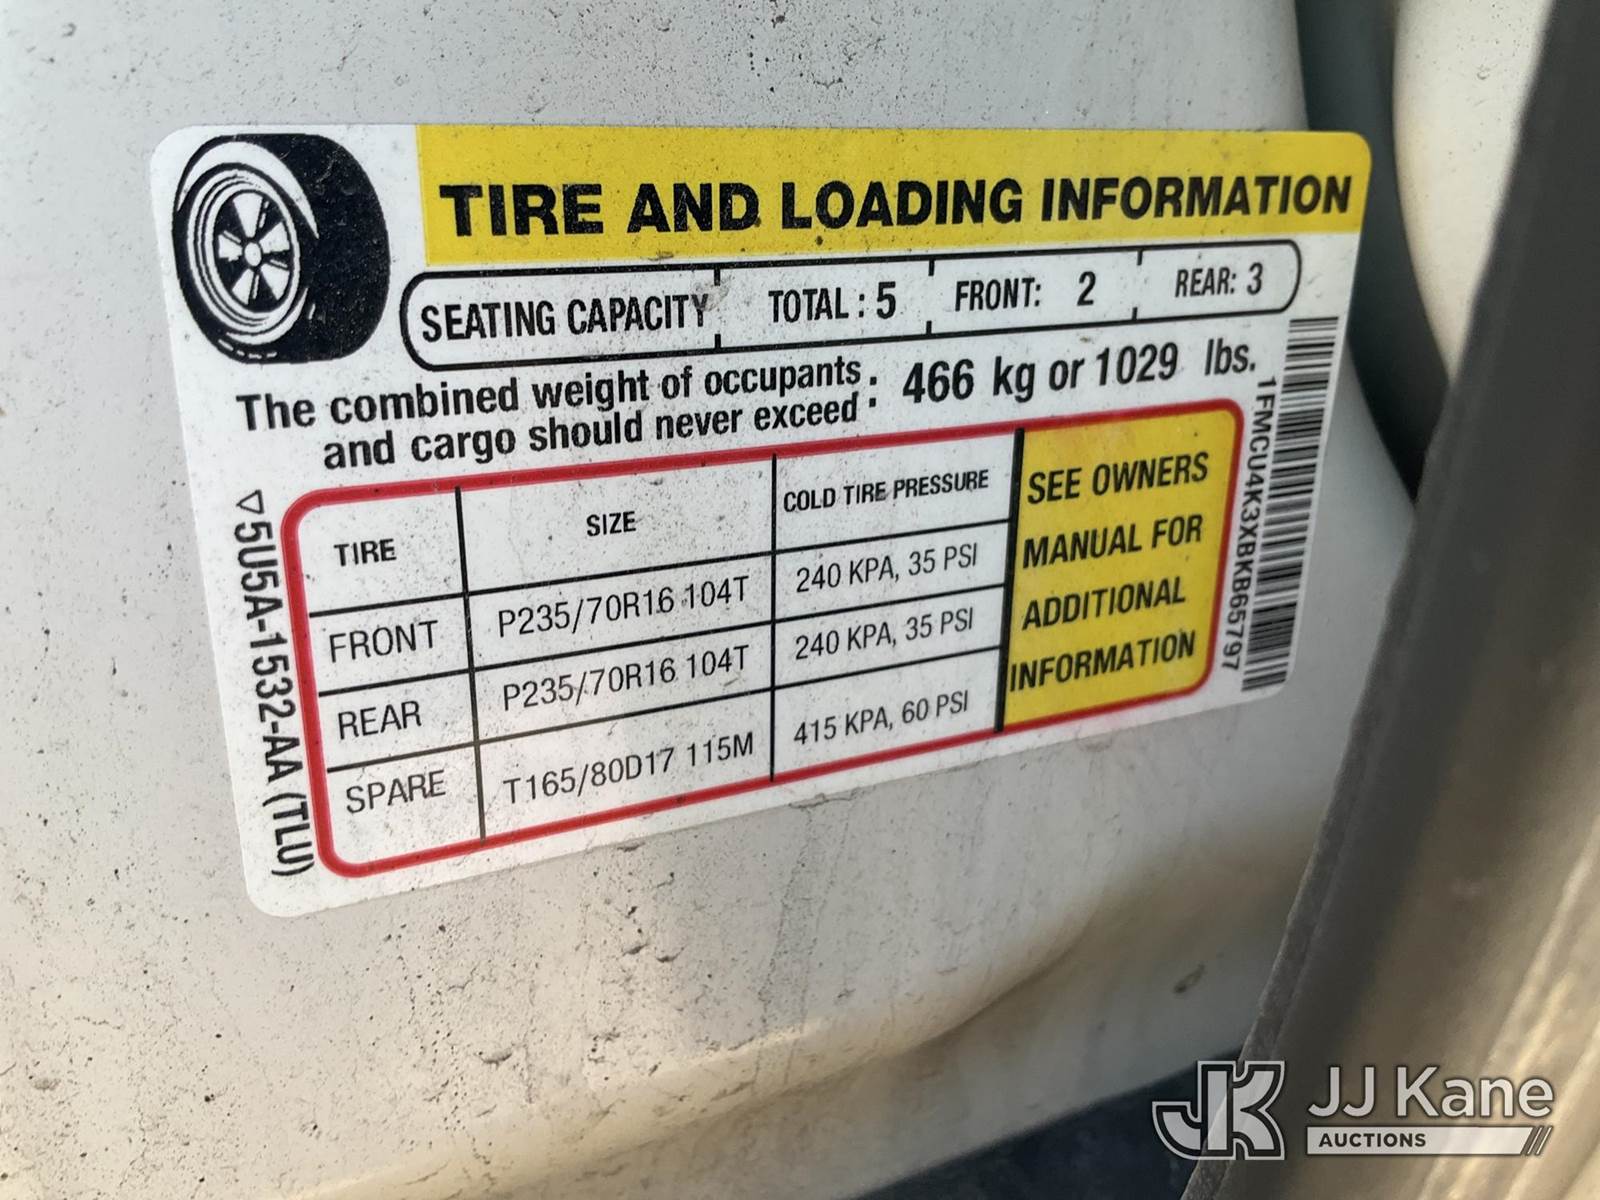 TIRE AND LOADING INFORMATION
SEATING CAPACITY TOTAL : 5 FRONT: 2 REAR: 3
The combined weight of occupants : 466 kg or 1029 lbs.
and cargo should never exceed :
TIRE SIZE COLD TIRE PRESSURE
FRONT P235/70R16 104T 240 KPA, 35 PSI
REAR P235/70R16 104T 240 KPA, 35 PSI
SPARE T165/80D17 115M 415 KPA, 60 PSI
SEE OWNERS
MANUAL FOR
ADDITIONAL
INFORMATION
5U5A-1532-AA (TLU)
1FMCU4K3XBKB65797
JK JJ Kane
AUCTIONS